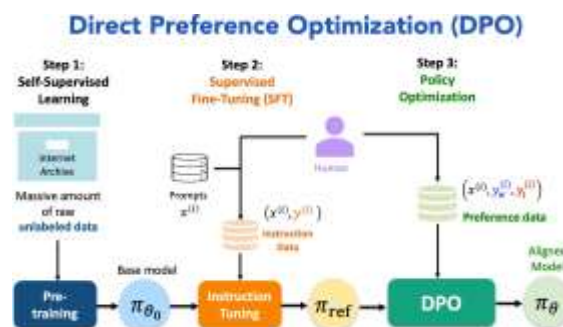 Direct Preference Optimization (DPO)
Step 1:
Self-Supervised
Learning
Step 2:
Supervised
Fine-Tuning (SFT)
Step 3:
Policy
Optimization
Internet
Archive
Massive amount
of raw
unlabeled data
Human
Prompts
x^(i)
(x^(i), y^(i))
Instruction
Data
(x^(i), y_w^(i), y_l^(i))
Preference data
Base model
Aligned
Model
Pre-
training
π_θ₀
Instruction
Tuning
π_ref
DPO
π_θ